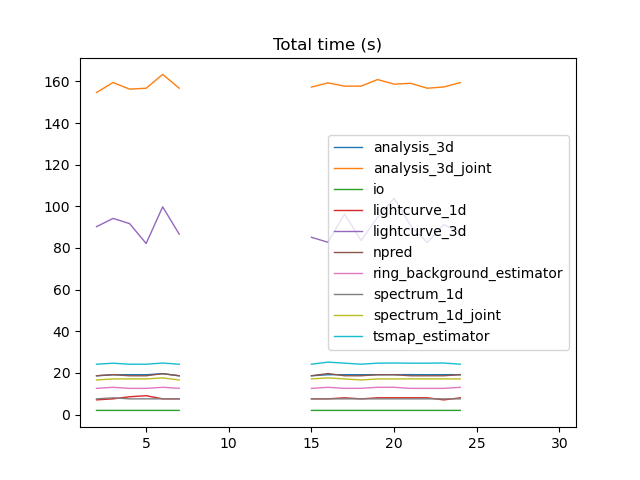 Total time (s)
160
140
120
100
80
60
40
20
0
analysis_3d
analysis_3d_joint
io
lightcurve_1d
lightcurve_3d
npred
ring_background_estimator
spectrum_1d
spectrum_1d_joint
tsmap_estimator
5
10
15
20
25
30